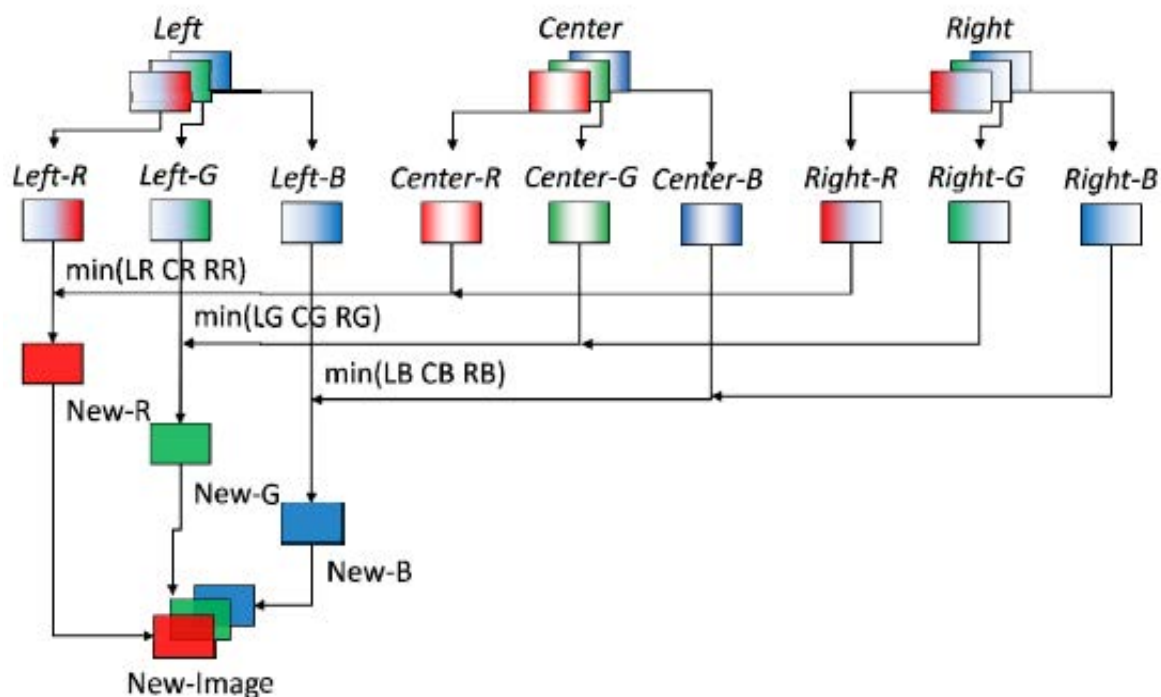 Left Center Right
Left-R Left-G Left-B Center-R Center-G Center-B Right-R Right-G Right-B
min(LR CR RR)
min(LG CG RG)
min(LB CB RB)
New-R
New-G
New-B
New-Image